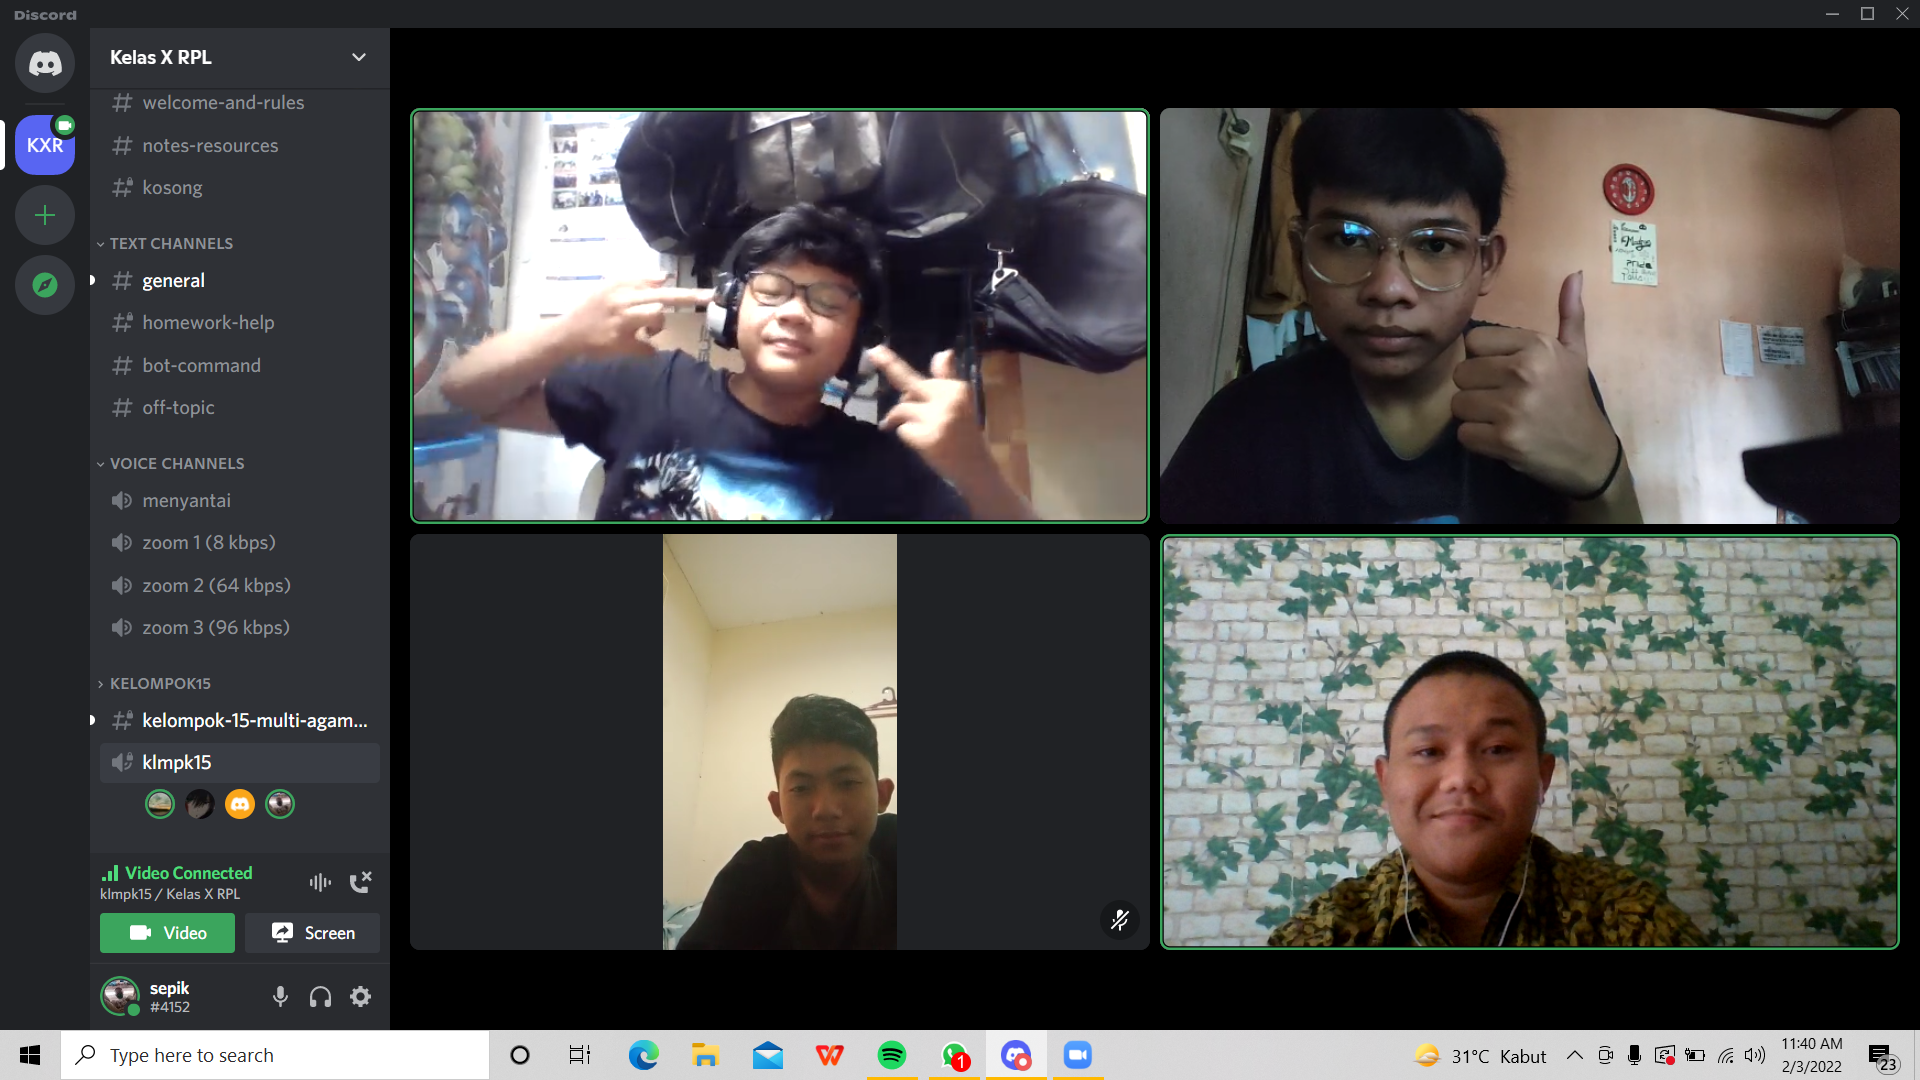 Discord
Kelas X RPL
welcome-and-rules
KXR
notes-resources
kosong
TEXT CHANNELS
general
homework-help
bot-command
off-topic
VOICE CHANNELS
menyantai
zoom 1 (8 kbps)
zoom 2 (64 kbps)
zoom 3 (96 kbps)
KELOMPOK15
kelompok-15-multi-agam...
klmpk15
Video Connected
klmpk15 / Kelas X RPL
Video
Screen
sepik
#4152
Type here to search
1
31°C Kabut
11:40 AM
2/3/2022
23